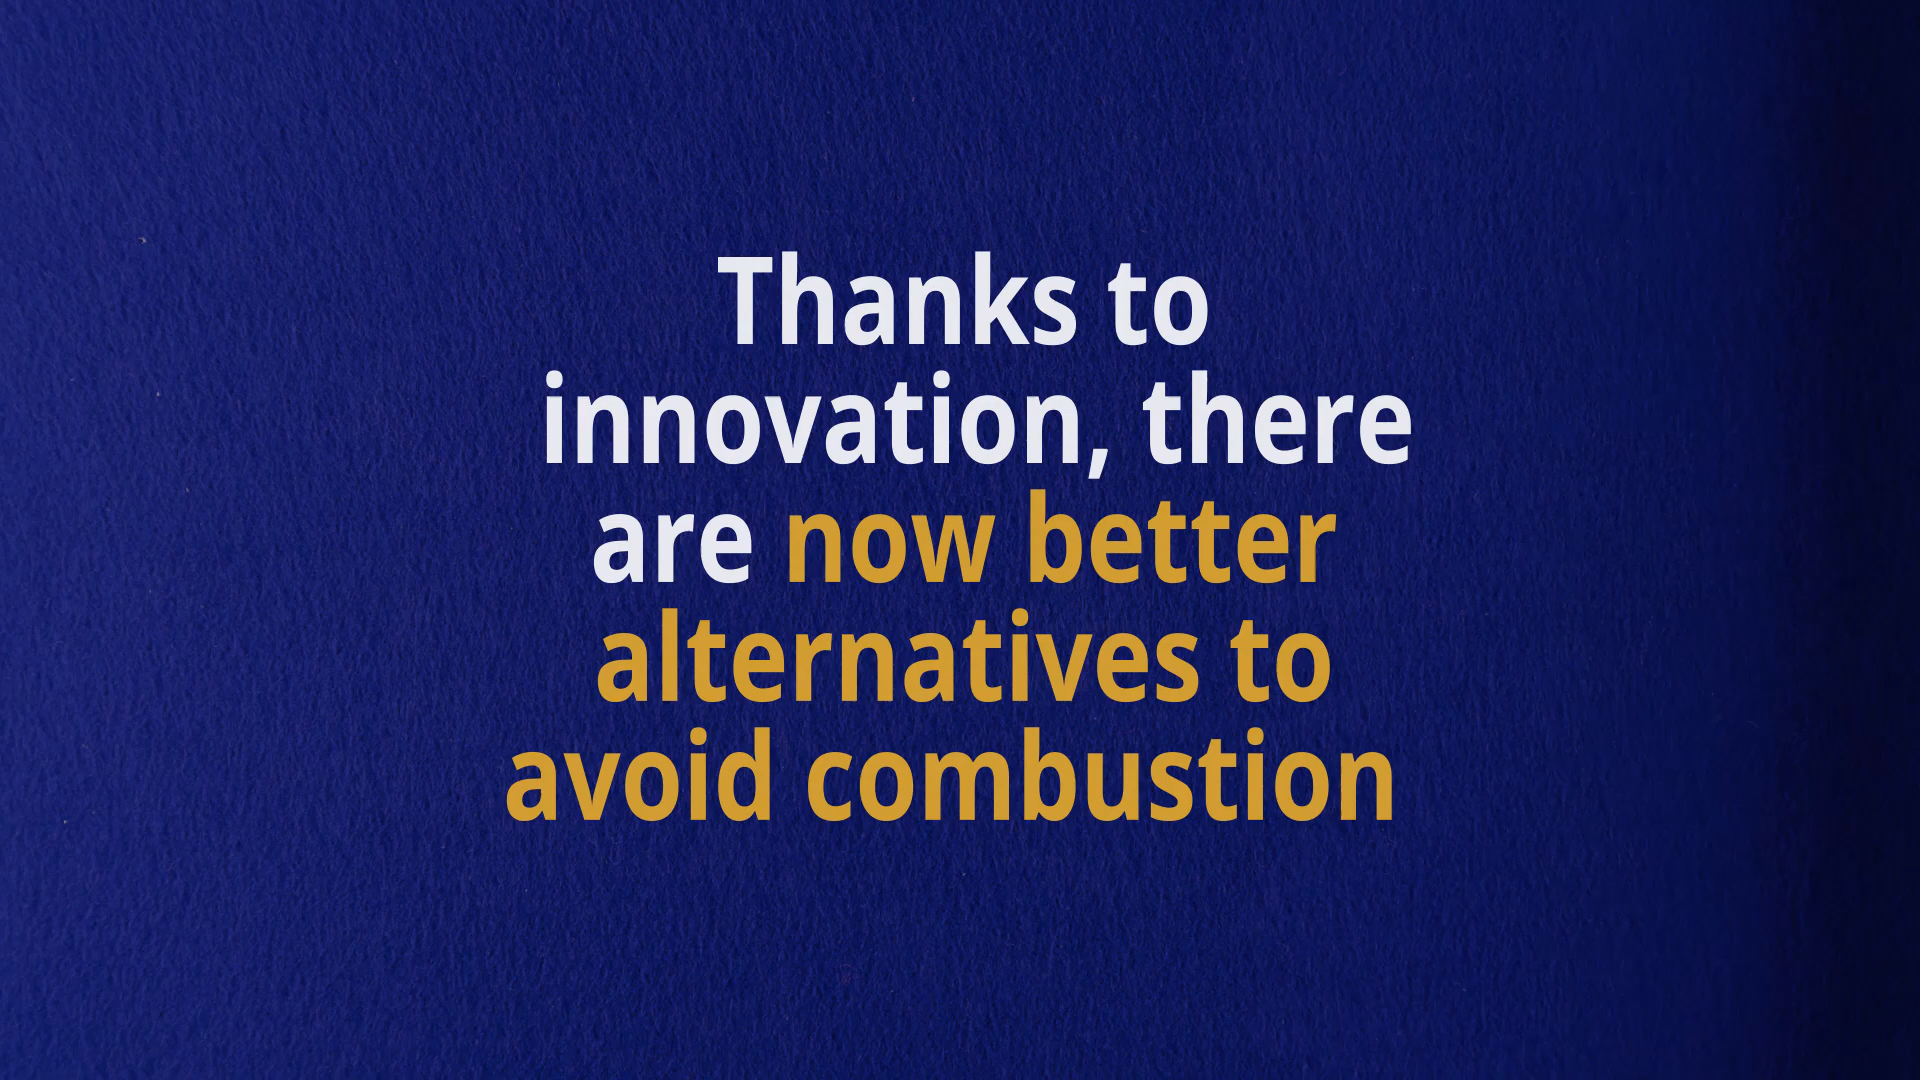 Thanks to
innovation, there
are now better
alternatives to
avoid combustion